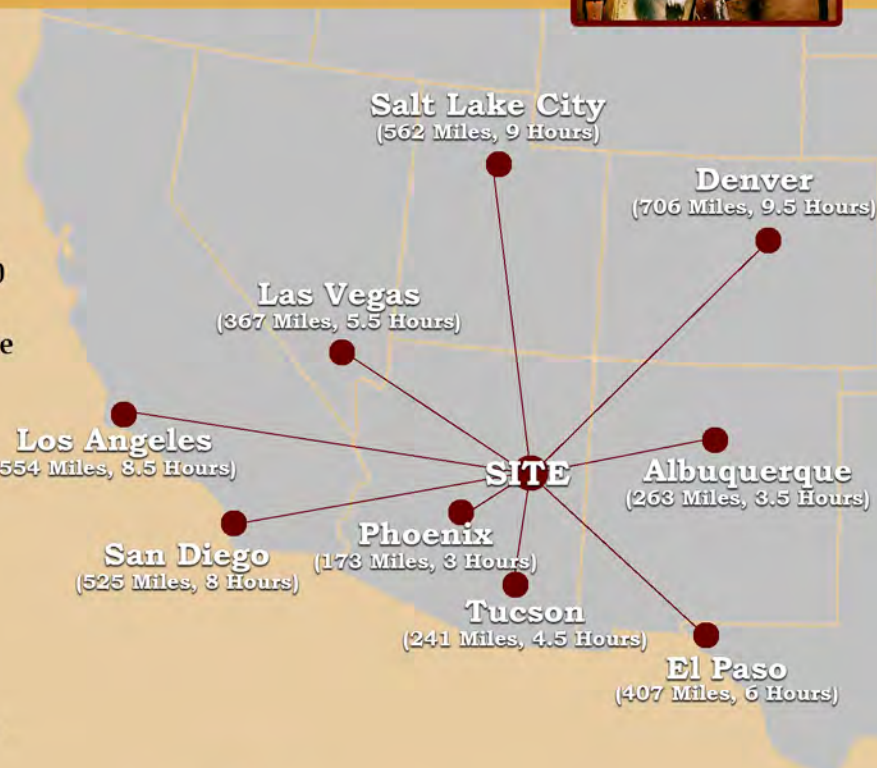 Salt Lake City
(562 Miles, 9 Hours)
Denver
(706 Miles, 9.5 Hours)
)
Las Vegas
(367 Miles, 5.5 Hours)
e
Los Angeles
554 Miles, 8.5 Hours)
SITE
Albuquerque
(263 Miles, 3.5 Hours)
Phoenix
(173 Miles, 3 Hours)
San Diego
(525 Miles, 8 Hours)
Tucson
(241 Miles, 4.5 Hours)
El Paso
(407 Miles, 6 Hours)